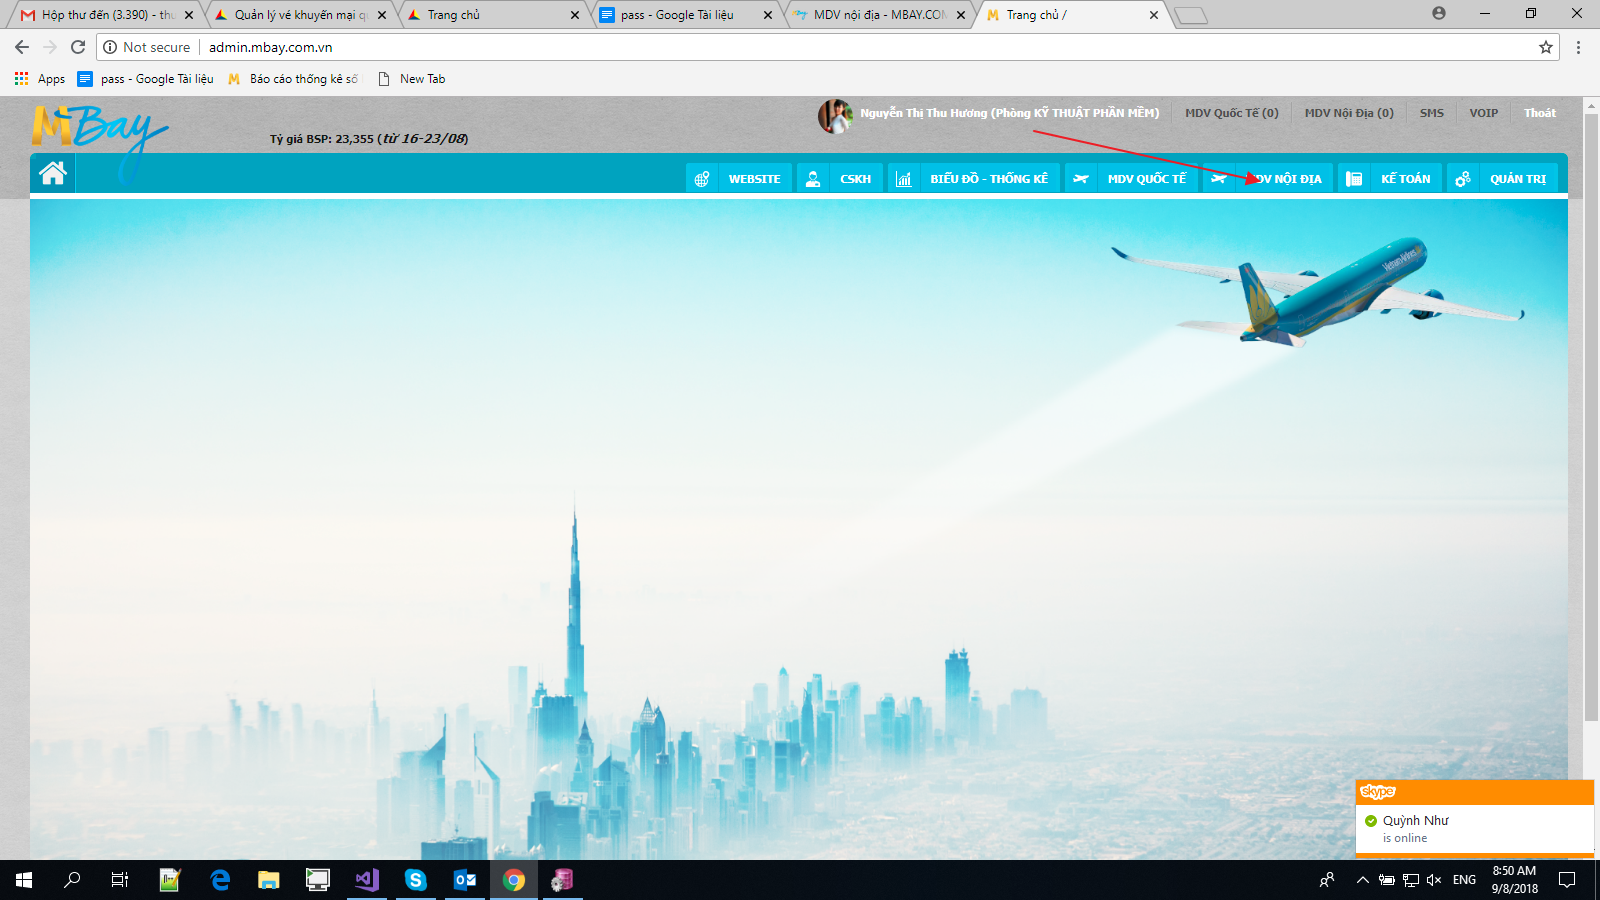 Hộp thư đến (3.390) - thu
Quản lý vé khuyến mại qu
Trang chủ
pass - Google Tài liệu
MDV nội địa - MBAY.COM
Trang chủ /
Not secure
admin.mbay.com.vn
Apps
pass - Google Tài liệu
Báo cáo thống kê số
New Tab
MBay
Tỷ giá BSP: 23,355 (từ 16-23/08)
Nguyễn Thị Thu Hương (Phòng KỸ THUẬT PHẦN MỀM)
MDV Quốc Tế (0)
MDV Nội Địa (0)
SMS
VOIP
Thoát
WEBSITE
CSKH
BIỂU ĐỒ - THỐNG KÊ
MDV QUỐC TẾ
MDV NỘI ĐỊA
KẾ TOÁN
QUẢN TRỊ
Vietnam Airlines
skype
Quỳnh Như
is online
ENG
8:50 AM
9/8/2018